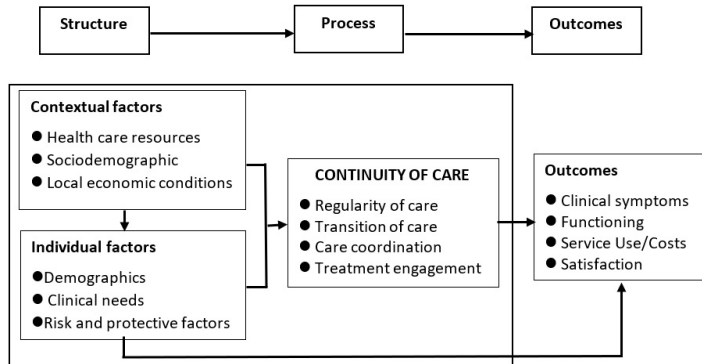 Structure
Process
Outcomes
Contextual factors
● Health care resources
● Sociodemographic
● Local economic conditions
Individual factors
●Demographics
● Clinical needs
●Risk and protective factors
CONTINUITY OF CARE
● Regularity of care
● Transition of care
● Care coordination
● Treatment engagement
Outcomes
● Clinical symptoms
● Functioning
● Service Use/Costs
● Satisfaction